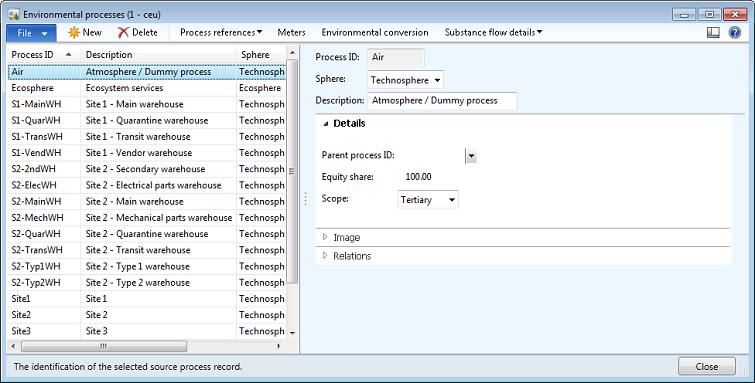 Environmental processes (1 - ceu)
File New Delete Process references Meters Environmental conversion Substance flow details
Process ID Description Sphere
Air Atmosphere / Dummy process Technosph
Ecosphere Ecosystem services Ecosphere
S1-MainWH Site 1 - Main warehouse Technosph
S1-QuarWH Site 1 - Quarantine warehouse Technosph
S1-TransWH Site 1 - Transit warehouse Technosph
S1-VendWH Site 1 - Vendor warehouse Technosph
S2-2ndWH Site 2 - Secondary warehouse Technosph
S2-ElecWH Site 2 - Electrical parts warehouse Technosph
S2-MainWH Site 2 - Main warehouse Technosph
S2-MechWH Site 2 - Mechanical parts warehouse Technosph
S2-QuarWH Site 2 - Quarantine warehouse Technosph
S2-TransWH Site 2 - Transit warehouse Technosph
S2-Typ1WH Site 2 - Type 1 warehouse Technosph
S2-Typ2WH Site 2 - Type 2 warehouse Technosph
Site1 Site 1 Technosph
Site2 Site 2 Technosph
Site3 Site 3 Technosph
Process ID: Air
Sphere: Technosphere
Description: Atmosphere / Dummy process
Details
Parent process ID:
Equity share: 100.00
Scope: Tertiary
Image
Relations
The identification of the selected source process record.
Close